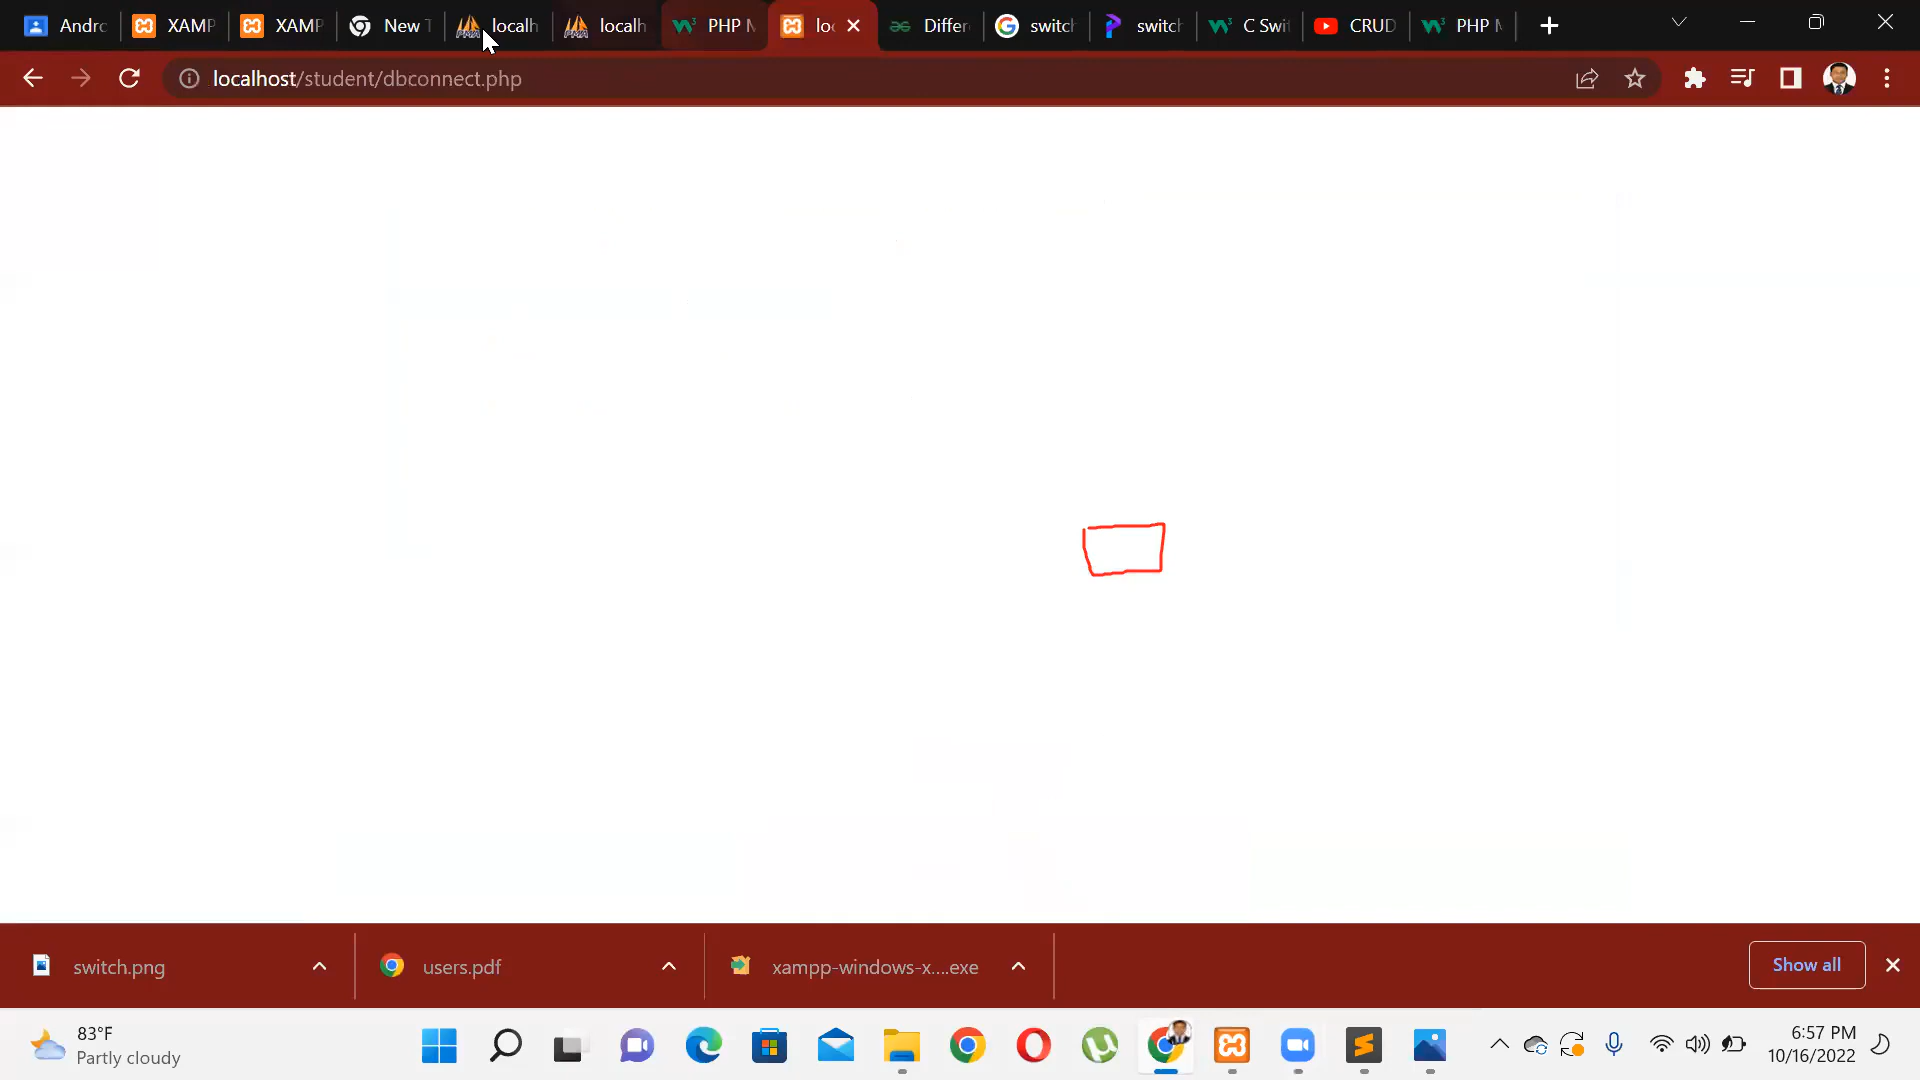 Andro
XAMP
XAMP
New T
localh
localh
PHP M
loc
Differ
switch
switch
C Swi
CRUD
PHP M
localhost/student/dbconnect.php
switch.png
users.pdf
xampp-windows-x....exe
Show all
83°F
Partly cloudy
6:57 PM
10/16/2022